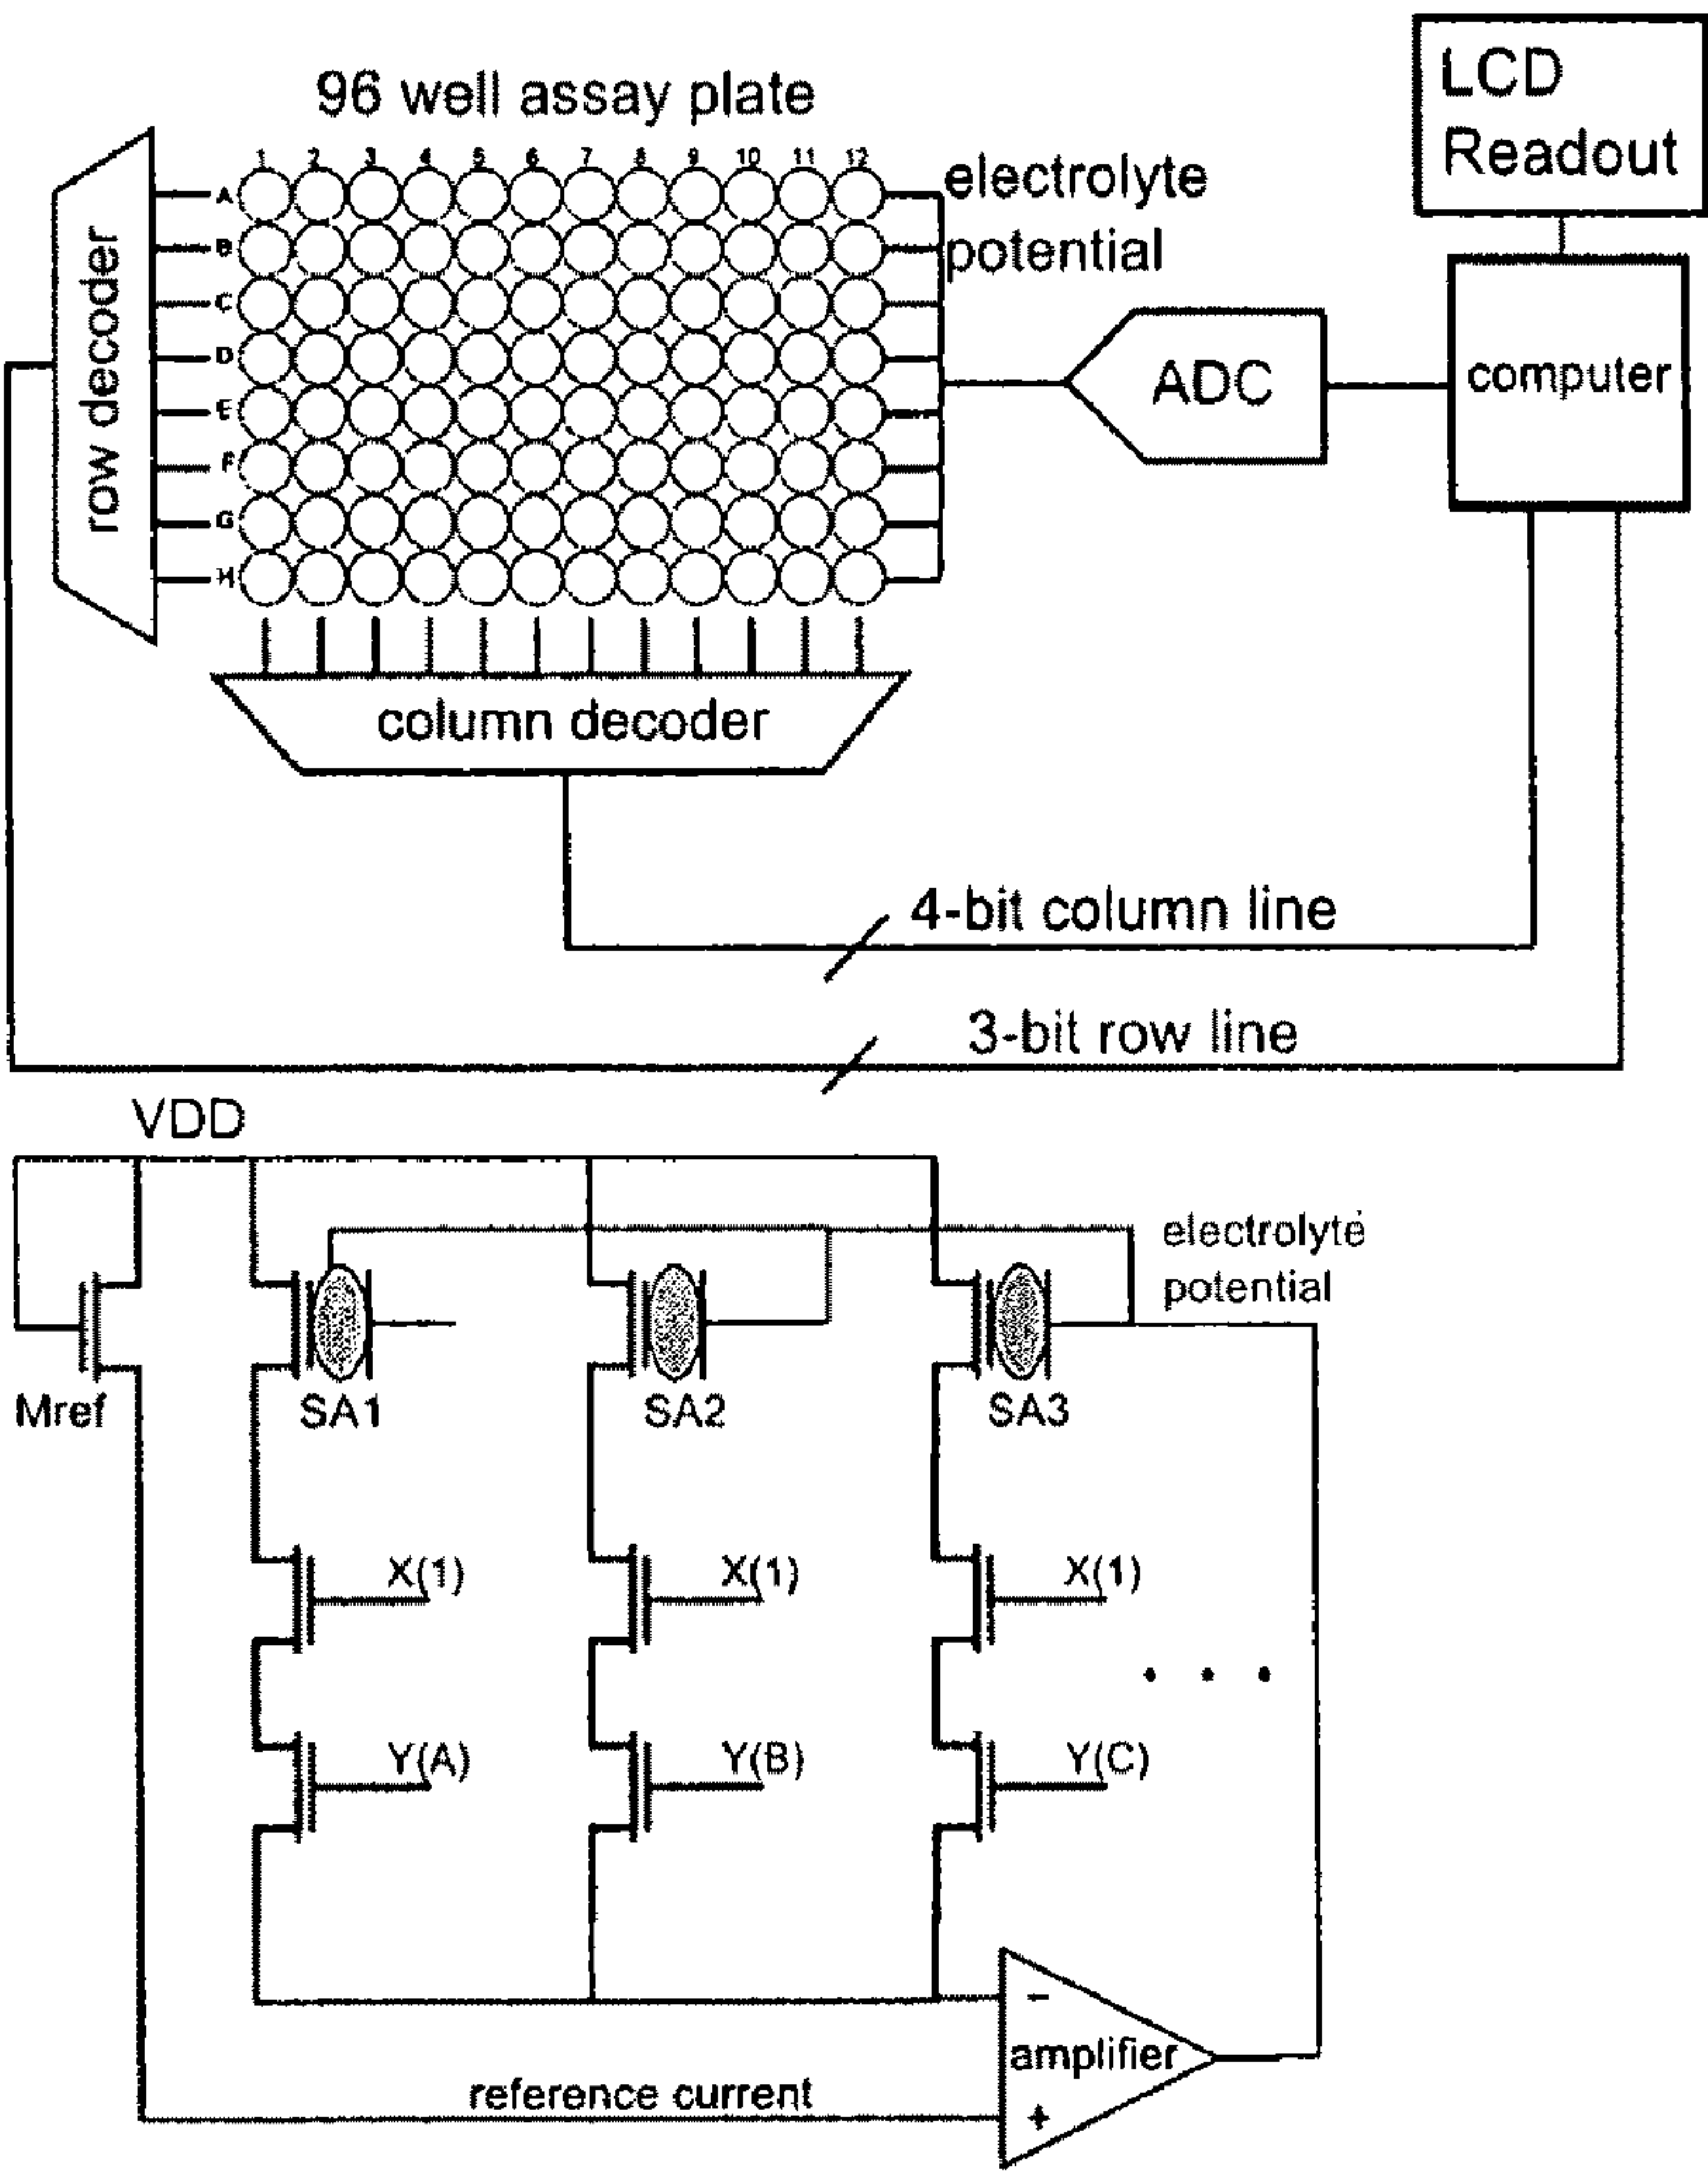 LCD
Readout
96 well assay plate
1 2 3 4 5 6 7 8 9 10 11 12
electrolyte
potential
A
B
C
D
E
F
G
H
row decoder
ADC
computer
column decoder
4-bit column line
3-bit row line
VDD
electrolyte
potential
Mref
SA1
SA2
SA3
X(1)
X(1)
X(1)
. . .
Y(A)
Y(B)
Y(C)
-
amplifier
reference current
+